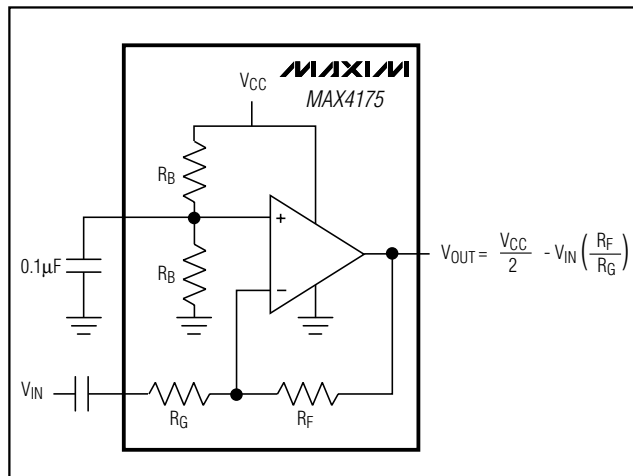 MAXIM
MAX4175
VCC
RB
0.1µF
RB
+
−
VOUT = VCC/2 - VIN (RF/RG)
VIN
RG
RF